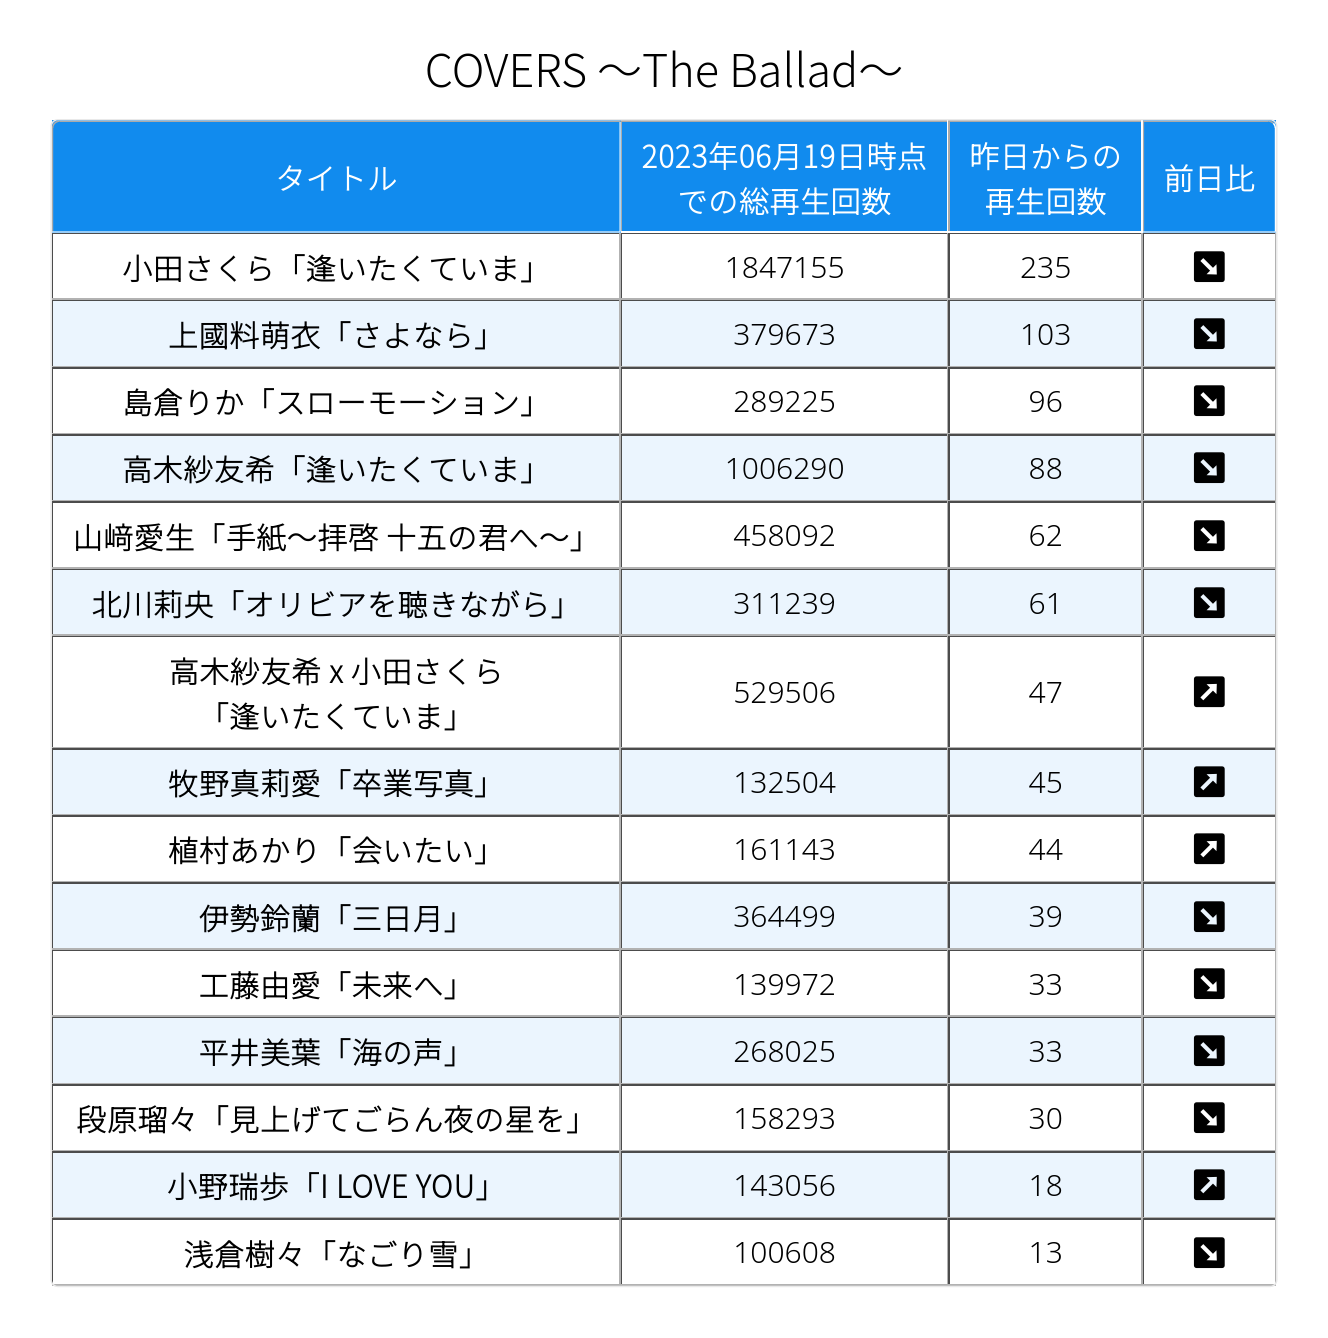 COVERS ～The Ballad～
タイトル
2023年06月19日時点
での総再生回数
昨日からの
再生回数
前日比
小田さくら「逢いたくていま」 1847155 235 ↘
上國料萌衣「さよなら」 379673 103 ↘
島倉りか「スローモーション」 289225 96 ↘
高木紗友希「逢いたくていま」 1006290 88 ↘
山﨑愛生「手紙～拝啓 十五の君へ～」 458092 62 ↘
北川莉央「オリビアを聴きながら」 311239 61 ↘
高木紗友希 x 小田さくら
「逢いたくていま」 529506 47 ↗
牧野真莉愛「卒業写真」 132504 45 ↗
植村あかり「会いたい」 161143 44 ↗
伊勢鈴蘭「三日月」 364499 39 ↘
工藤由愛「未来へ」 139972 33 ↘
平井美葉「海の声」 268025 33 ↘
段原瑠々「見上げてごらん夜の星を」 158293 30 ↘
小野瑞歩「I LOVE YOU」 143056 18 ↗
浅倉樹々「なごり雪」 100608 13 ↘